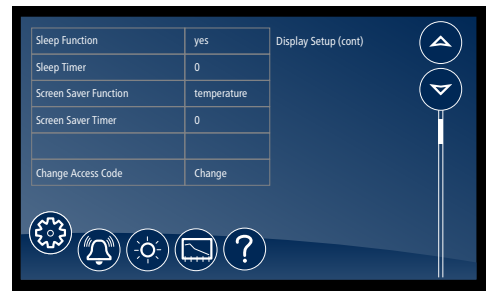 Sleep Function yes Display Setup (cont)
Sleep Timer 0
Screen Saver Function temperature
Screen Saver Timer 0
Change Access Code Change
?